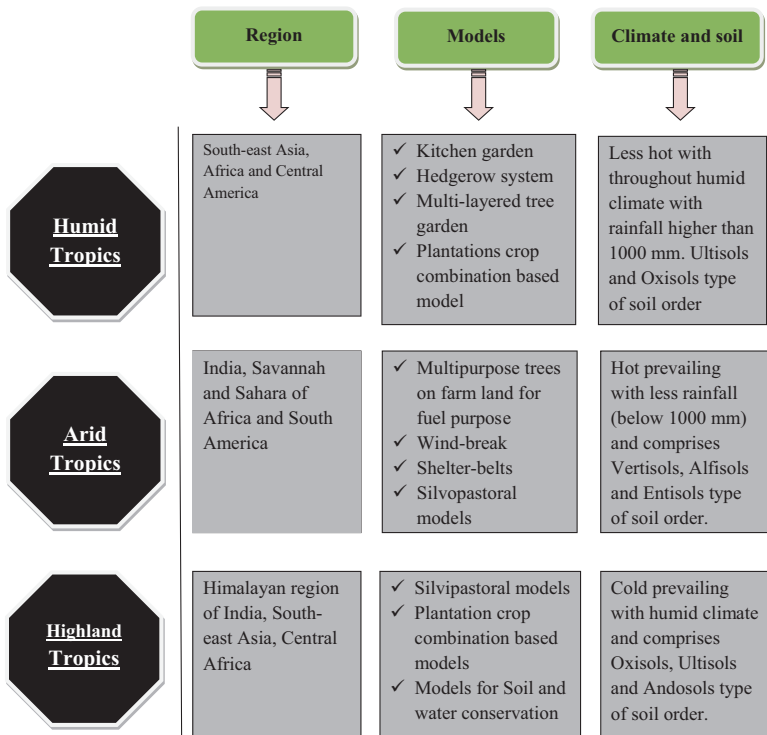 Region
Models
Climate and soil
Humid
Tropics
South-east Asia,
Africa and Central
America
✓ Kitchen garden
✓ Hedgerow system
✓ Multi-layered tree
garden
✓ Plantations crop
combination based
model
Less hot with
throughout humid
climate with
rainfall higher than
1000 mm. Ultisols
and Oxisols type
of soil order
Arid
Tropics
India, Savannah
and Sahara of
Africa and South
America
✓ Multipurpose trees
on farm land for
fuel purpose
✓ Wind-break
✓ Shelter-belts
✓ Silvopastoral
models
Hot prevailing
with less rainfall
(below 1000 mm)
and comprises
Vertisols, Alfisols
and Entisols type
of soil order.
Highland
Tropics
Himalayan region
of India, South-
east Asia, Central
Africa
✓ Silvipastoral models
✓ Plantation crop
combination based
models
✓ Models for Soil and
water conservation
Cold prevailing
with humid climate
and comprises
Oxisols, Ultisols
and Andosols type
of soil order.